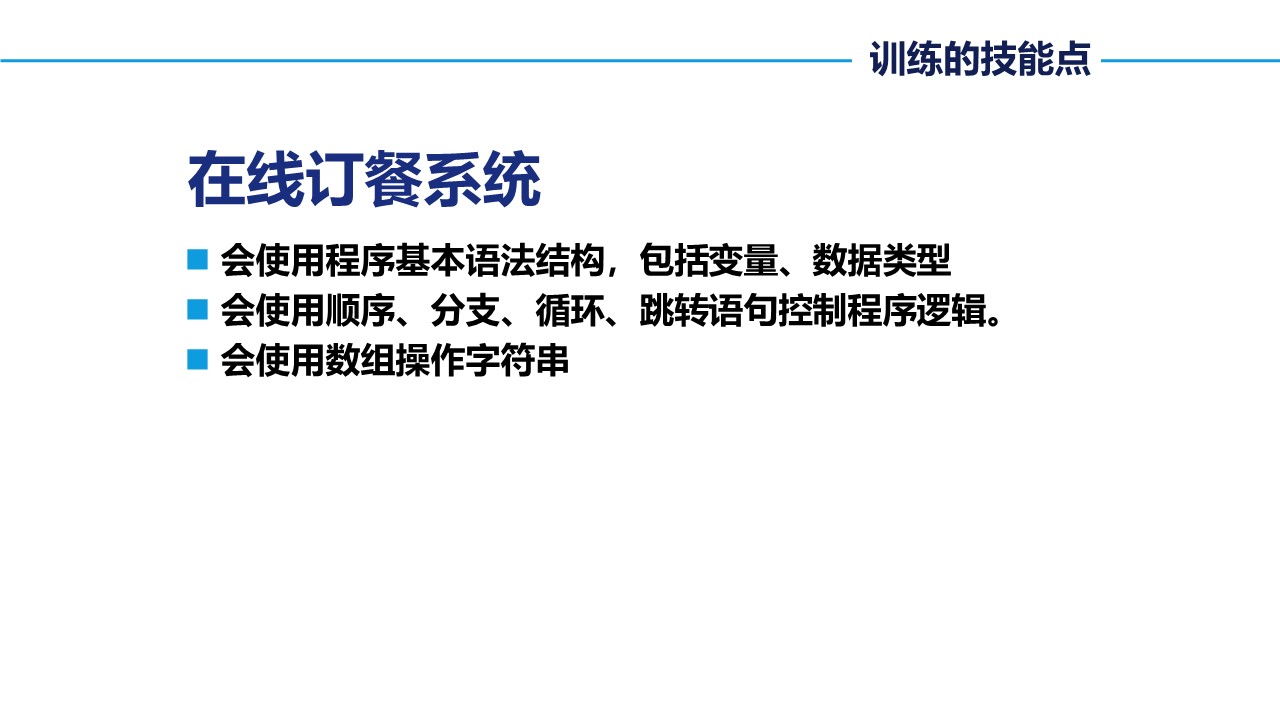 训练的技能点
在线订餐系统
会使用程序基本语法结构，包括变量、数据类型
会使用顺序、分支、循环、跳转语句控制程序逻辑。
会使用数组操作字符串